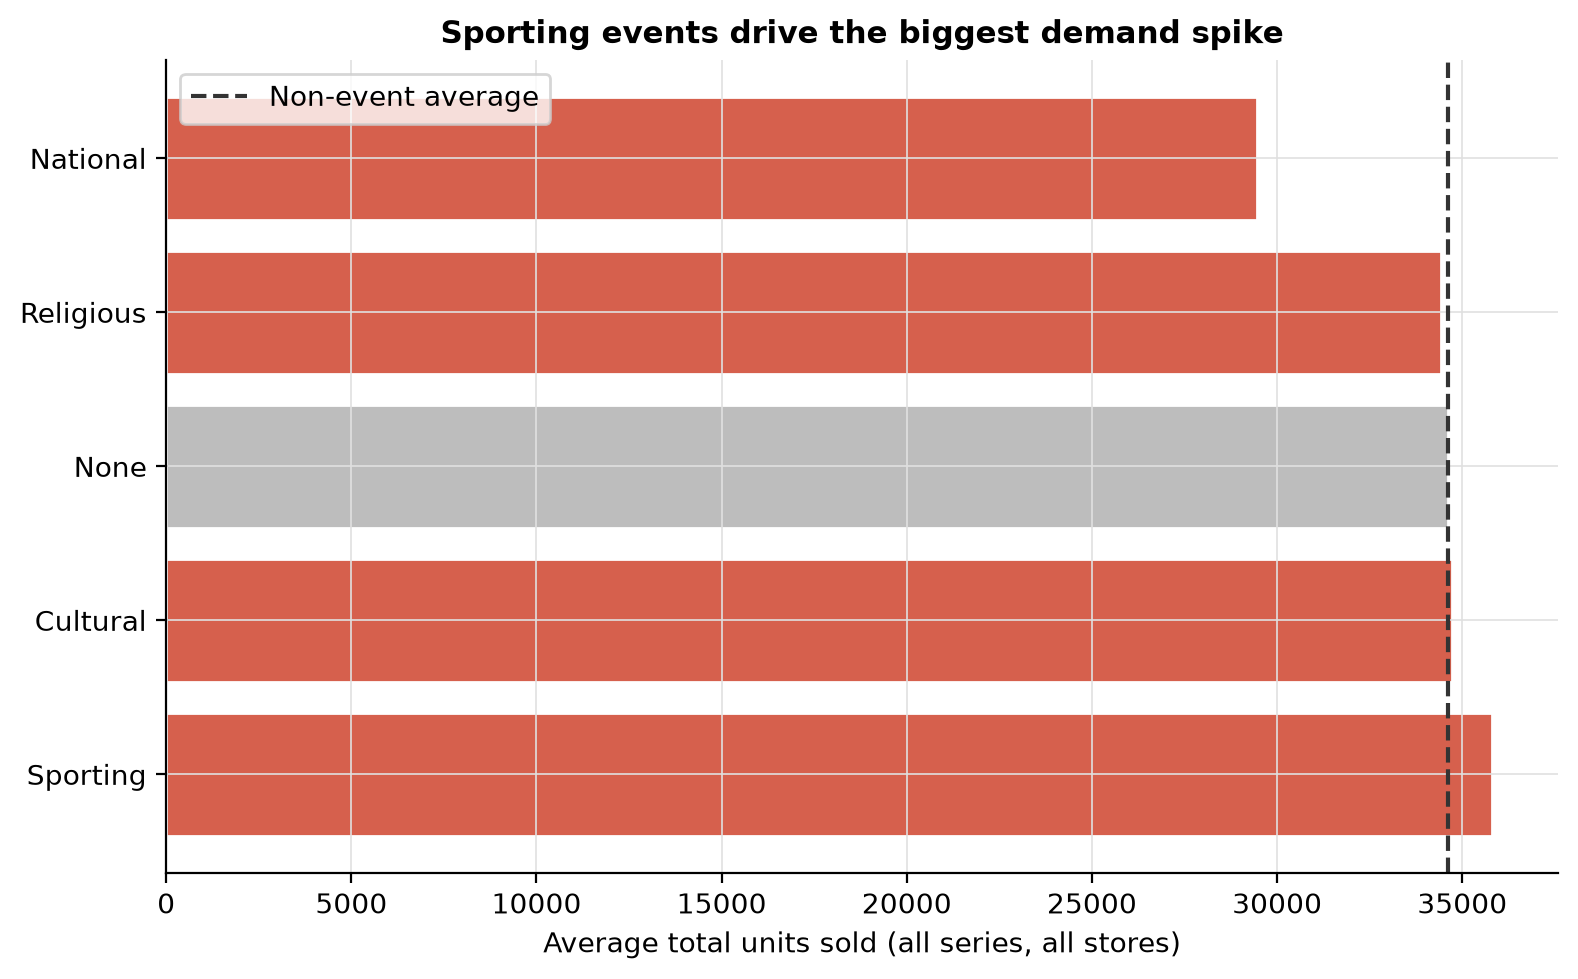 Sporting events drive the biggest demand spike
Non-event average
National
Religious
None
Cultural
Sporting
0 5000 10000 15000 20000 25000 30000 35000
Average total units sold (all series, all stores)